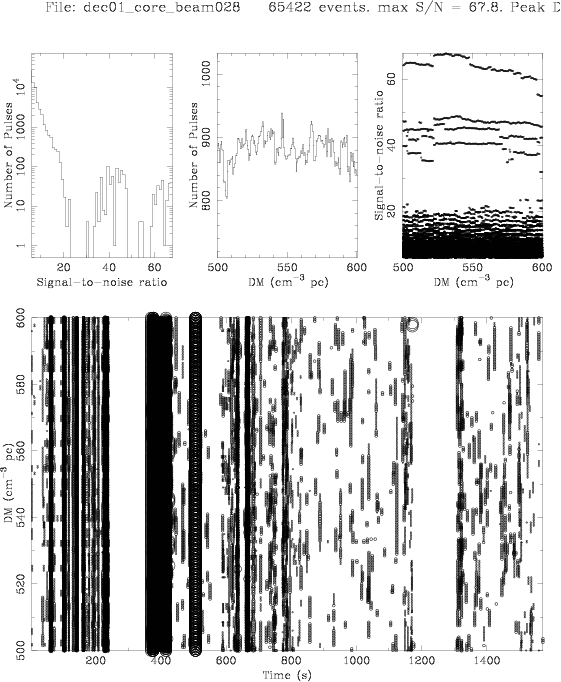 File: dec01_core_beam028 65422 events. max S/N = 67.8. Peak D
Number of Pulses
10⁴
1000
100
10
1
20 40 60
Signal-to-noise ratio
Number of Pulses
1000
900
800
500 550 600
DM (cm⁻³ pc)
Signal-to-noise ratio
60
40
20
500 550 600
DM (cm⁻³ pc)
DM (cm⁻³ pc)
600
580
560
540
520
500
200 400 600 800 1000 1200 1400
Time (s)